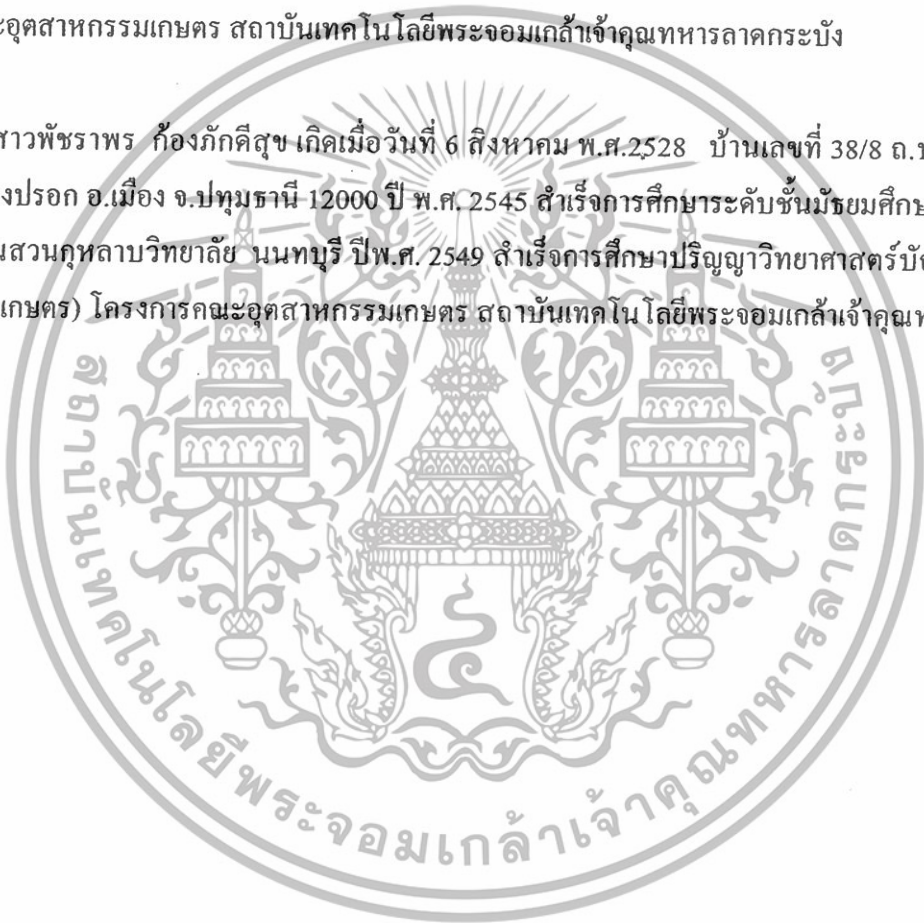 ะอุตสาหกรรมเกษตร สถาบันเทคโนโลยีพระจอมเกล้าเจ้าคุณทหารลาดกระบัง
สาวพัชราพร ก้องภักดีสุข เกิดเมื่อวันที่ 6 สิงหาคม พ.ศ.2528 บ้านเลขที่ 38/8 ถ.
งปรอก อ.เมือง จ.ปทุมธานี 12000 ปี พ.ศ. 2545 สำเร็จการศึกษาระดับชั้นมัธยมศึกษ
นสวนกุหลาบวิทยาลัย นนทบุรี ปีพ.ศ. 2549 สำเร็จการศึกษาปริญญาวิทยาศาสตร์บัณ
เกษตร) โครงการคณะอุตสาหกรรมเกษตร สถาบันเทคโนโลยีพระจอมเกล้าเจ้าคุณท
๔
สถาบันเทคโนโลยีพระจอมเกล้าเจ้าคุณทหารลาดกระบัง